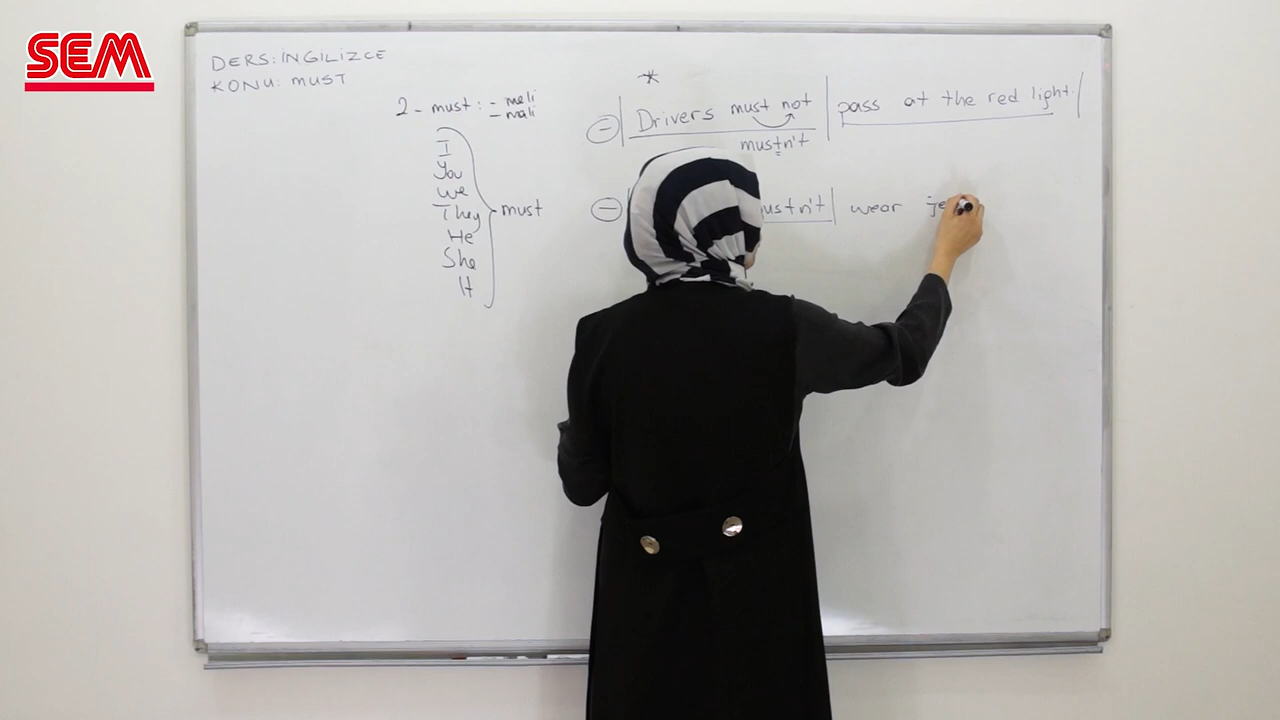 SEM
DERS: İNGİLİZCE
KONU: MUST
2 - must : - meli
- malı
I
You
We
They
He
She
It
must
*
- Drivers must not pass at the red light.
mustn't
- mustn't wear